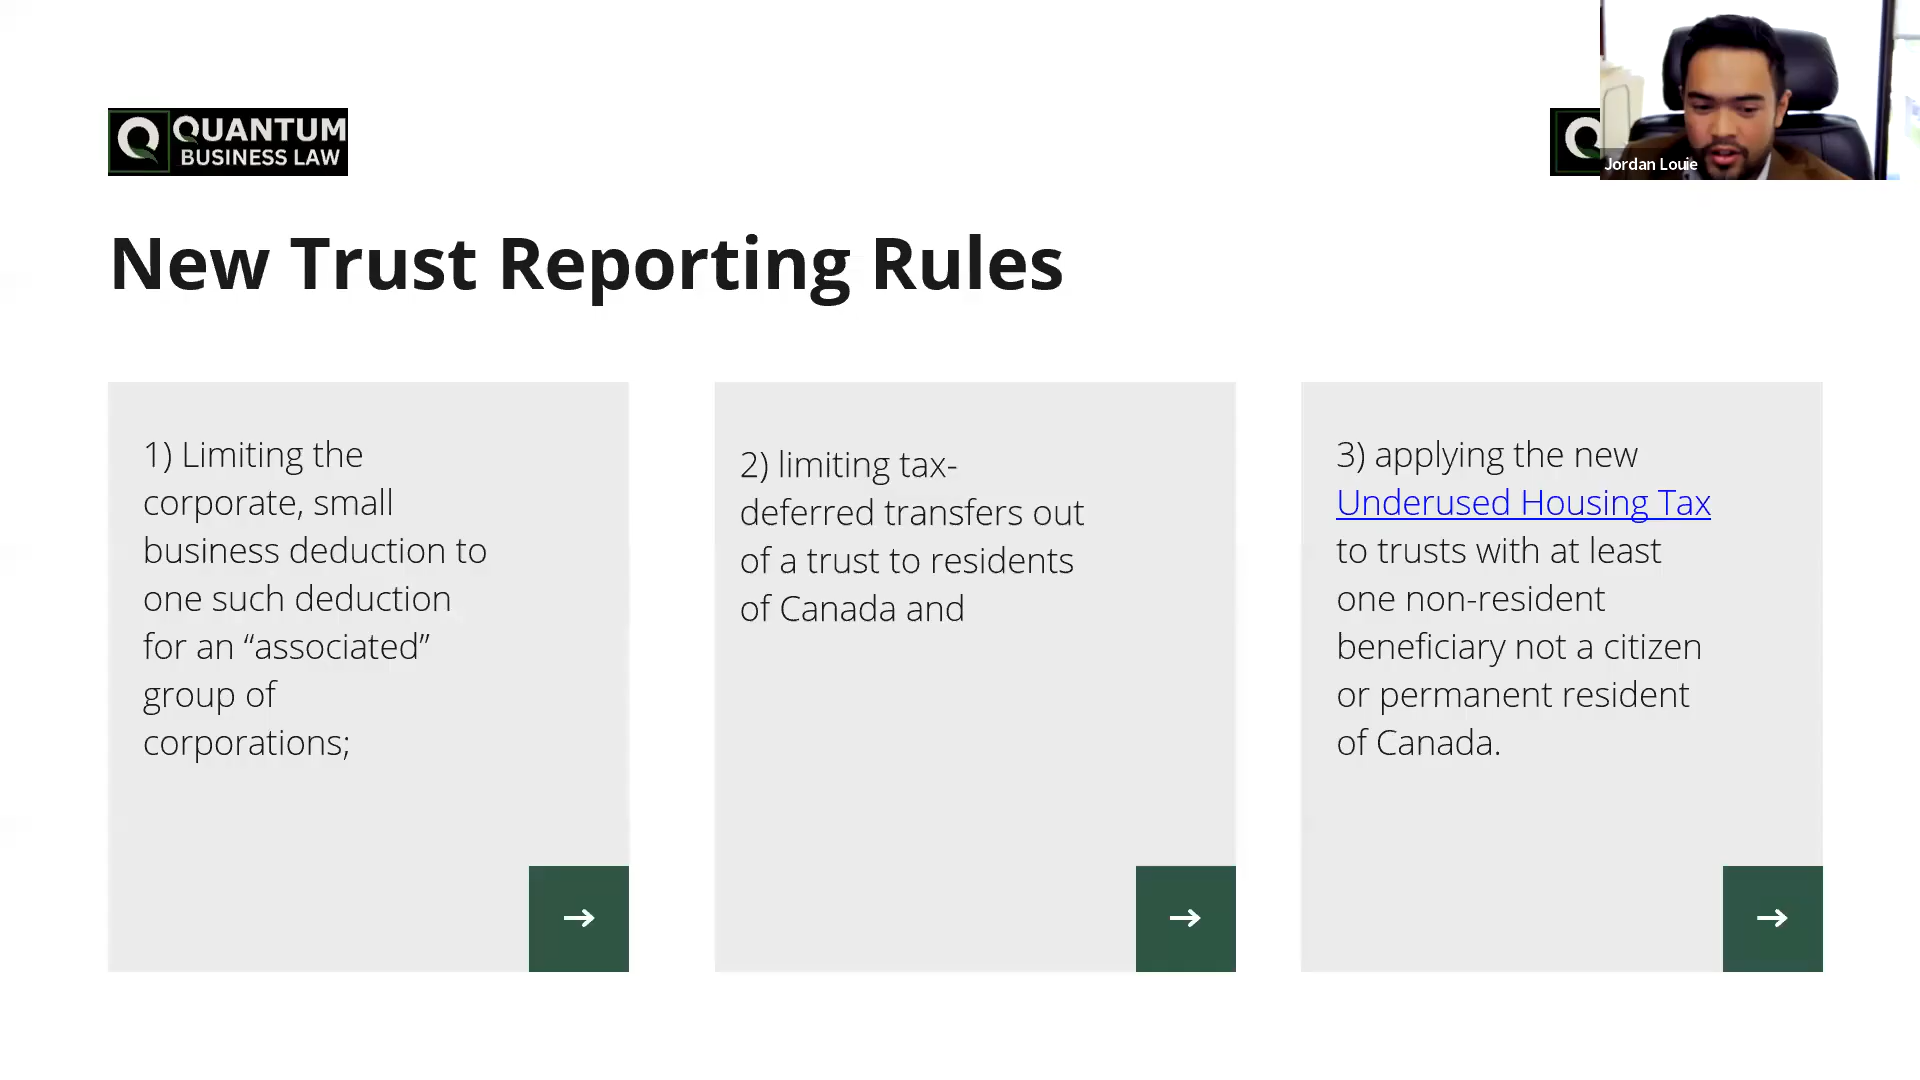 QUANTUM
BUSINESS LAW
Jordan Louie
New Trust Reporting Rules
1) Limiting the
corporate, small
business deduction to
one such deduction
for an “associated”
group of
corporations;
2) limiting tax-
deferred transfers out
of a trust to residents
of Canada and
3) applying the new
Underused Housing Tax
to trusts with at least
one non-resident
beneficiary not a citizen
or permanent resident
of Canada.